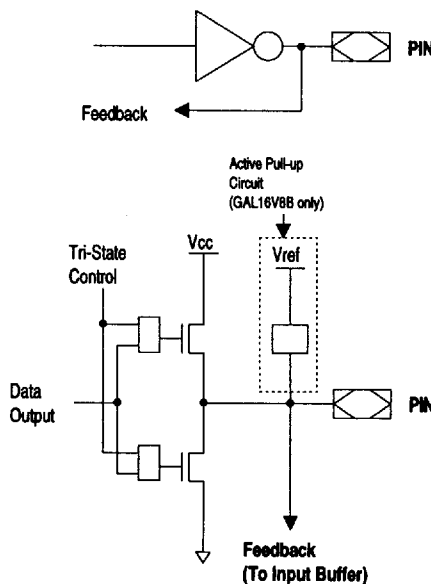 PIN
Feedback
Active Pull-up
Circuit
(GAL16V8B only)
Vcc
Vref
Tri-State
Control
Data
Output
PIN
Feedback
(To Input Buffer)